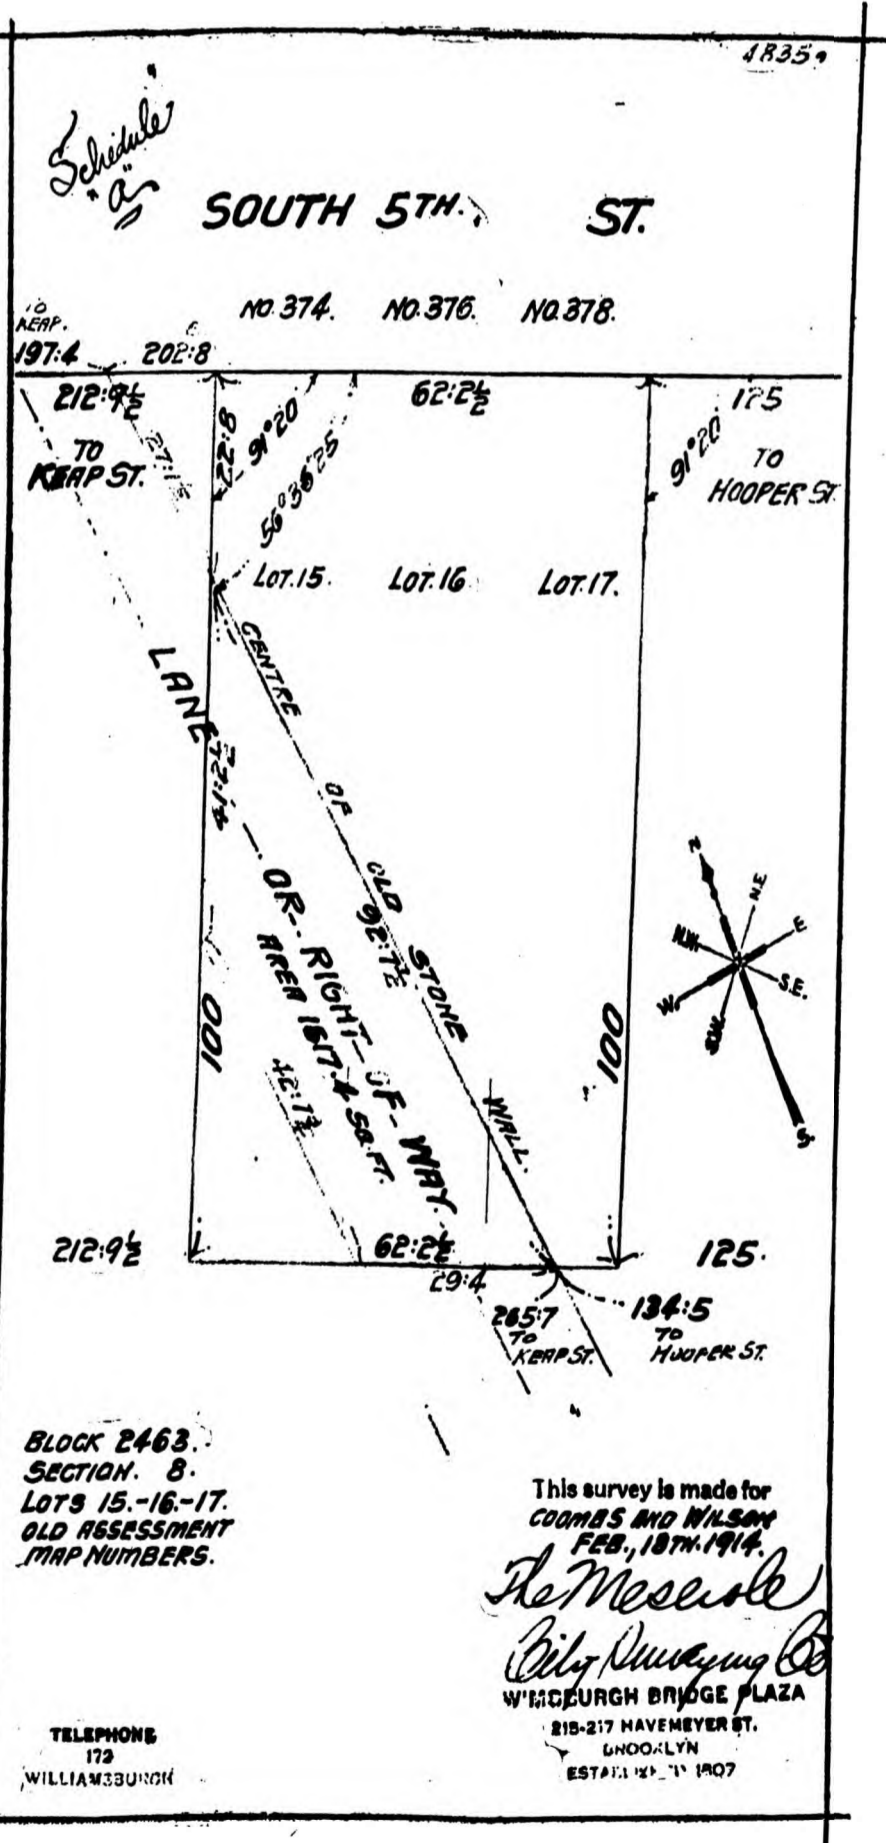 4835
Schedule
"a"
SOUTH 5TH. ST.
NO.374. NO.376. NO.378.
TO
KEAP.
197:4 202:8
212:9½ 62:2½ 125
TO
KEAP ST.
27:1
22:8
91°20
56°36'25
91°20'
TO
HOOPER ST.
LOT.15. LOT.16 LOT.17.
CENTRE OF OLD STONE WALL.
92:7½
LANE OR RIGHT-OF-WAY
AREA 1617.4 SQ.FT.
100
100
N
N.E
E
S.E.
S.
S.W.
W.
N.W.
212:9½ 62:2½ 125.
29:4
265:7
TO
KEAP ST.
134:5
TO
HOOPER ST.
BLOCK 2463.
SECTION. 8.
LOTS 15.-16.-17.
OLD ASSESSMENT
MAP NUMBERS.
This survey is made for
COOMBS AND WILSON
FEB., 18TH. 1914.
The Meserole
City Surveying Co
W'MSBURGH BRIDGE PLAZA
215-217 HAVEMEYER ST.
BROOKLYN
TELEPHONE
172
WILLIAMSBURGH